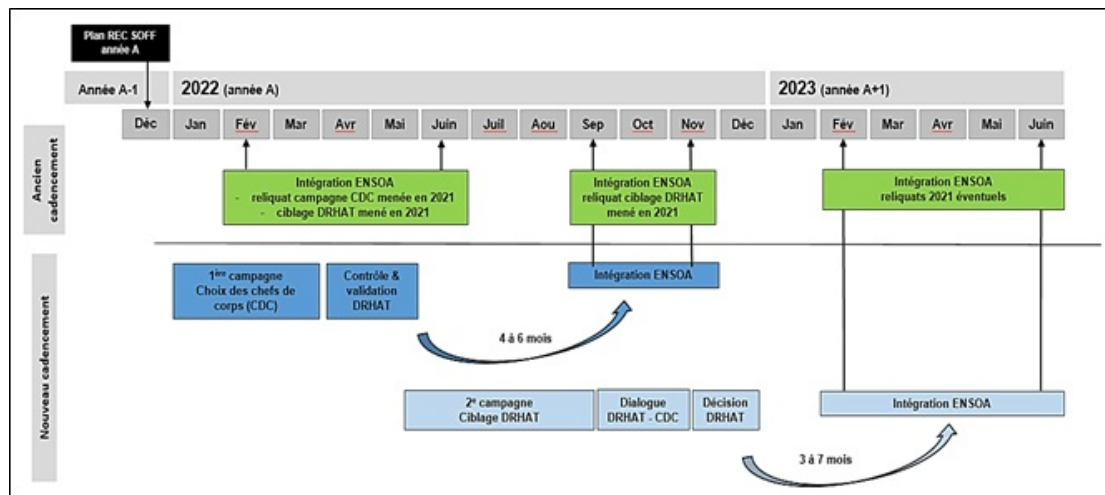 Plan REC SOFF
année A
Année A-1
2022 (année A)
2023 (année A+1)
Déc Jan Fév Mar Avr Mai Juin Juil Aou Sep Oct Nov Déc Jan Fév Mar Avr Mai Juin
Ancien
cadencement
Intégration ENSOA
- reliquat campagne CDC menée en 2021
- ciblage DRHAT mené en 2021
Intégration ENSOA
reliquat ciblage DRHAT
mené en 2021
Intégration ENSOA
reliquats 2021 éventuels
Nouveau cadencement
1ère campagne
Choix des chefs de
corps (CDC)
Contrôle &
validation
DRHAT
Intégration ENSOA
4 à 6 mois
2e campagne
Ciblage DRHAT
Dialogue
DRHAT - CDC
Décision
DRHAT
Intégration ENSOA
3 à 7 mois